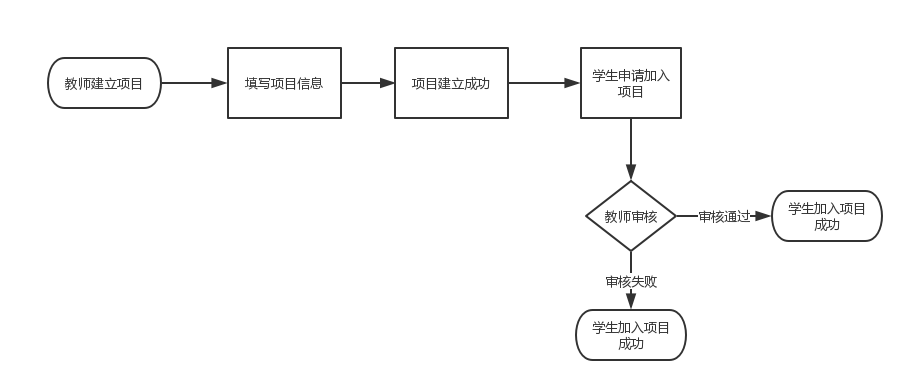 教师建立项目
填写项目信息
项目建立成功
学生申请加入
项目
教师审核
审核通过
学生加入项目
成功
审核失败
学生加入项目
成功